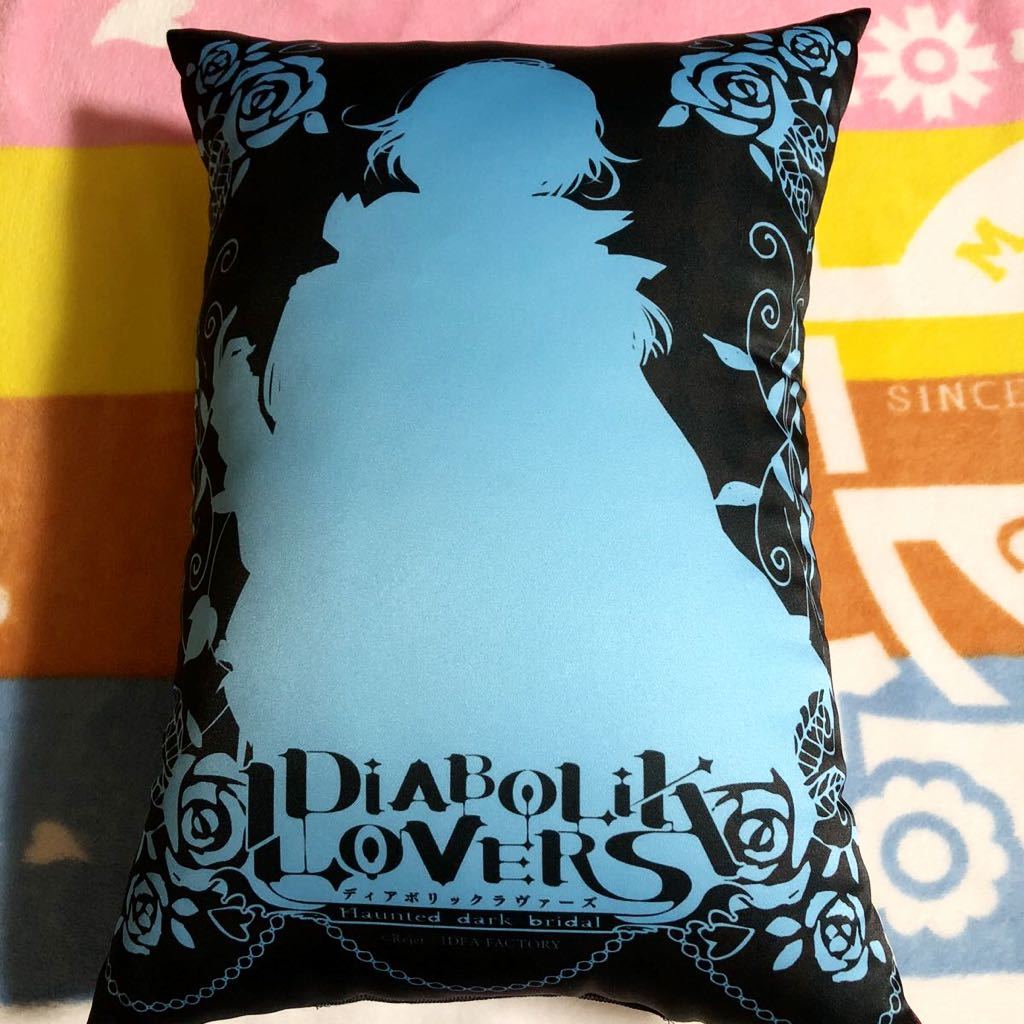 M
SINCE
DIABOLIK
LOVERS
ディアボリックラヴァーズ
Haunted dark bridal
©Rejet IDEA FACTORY